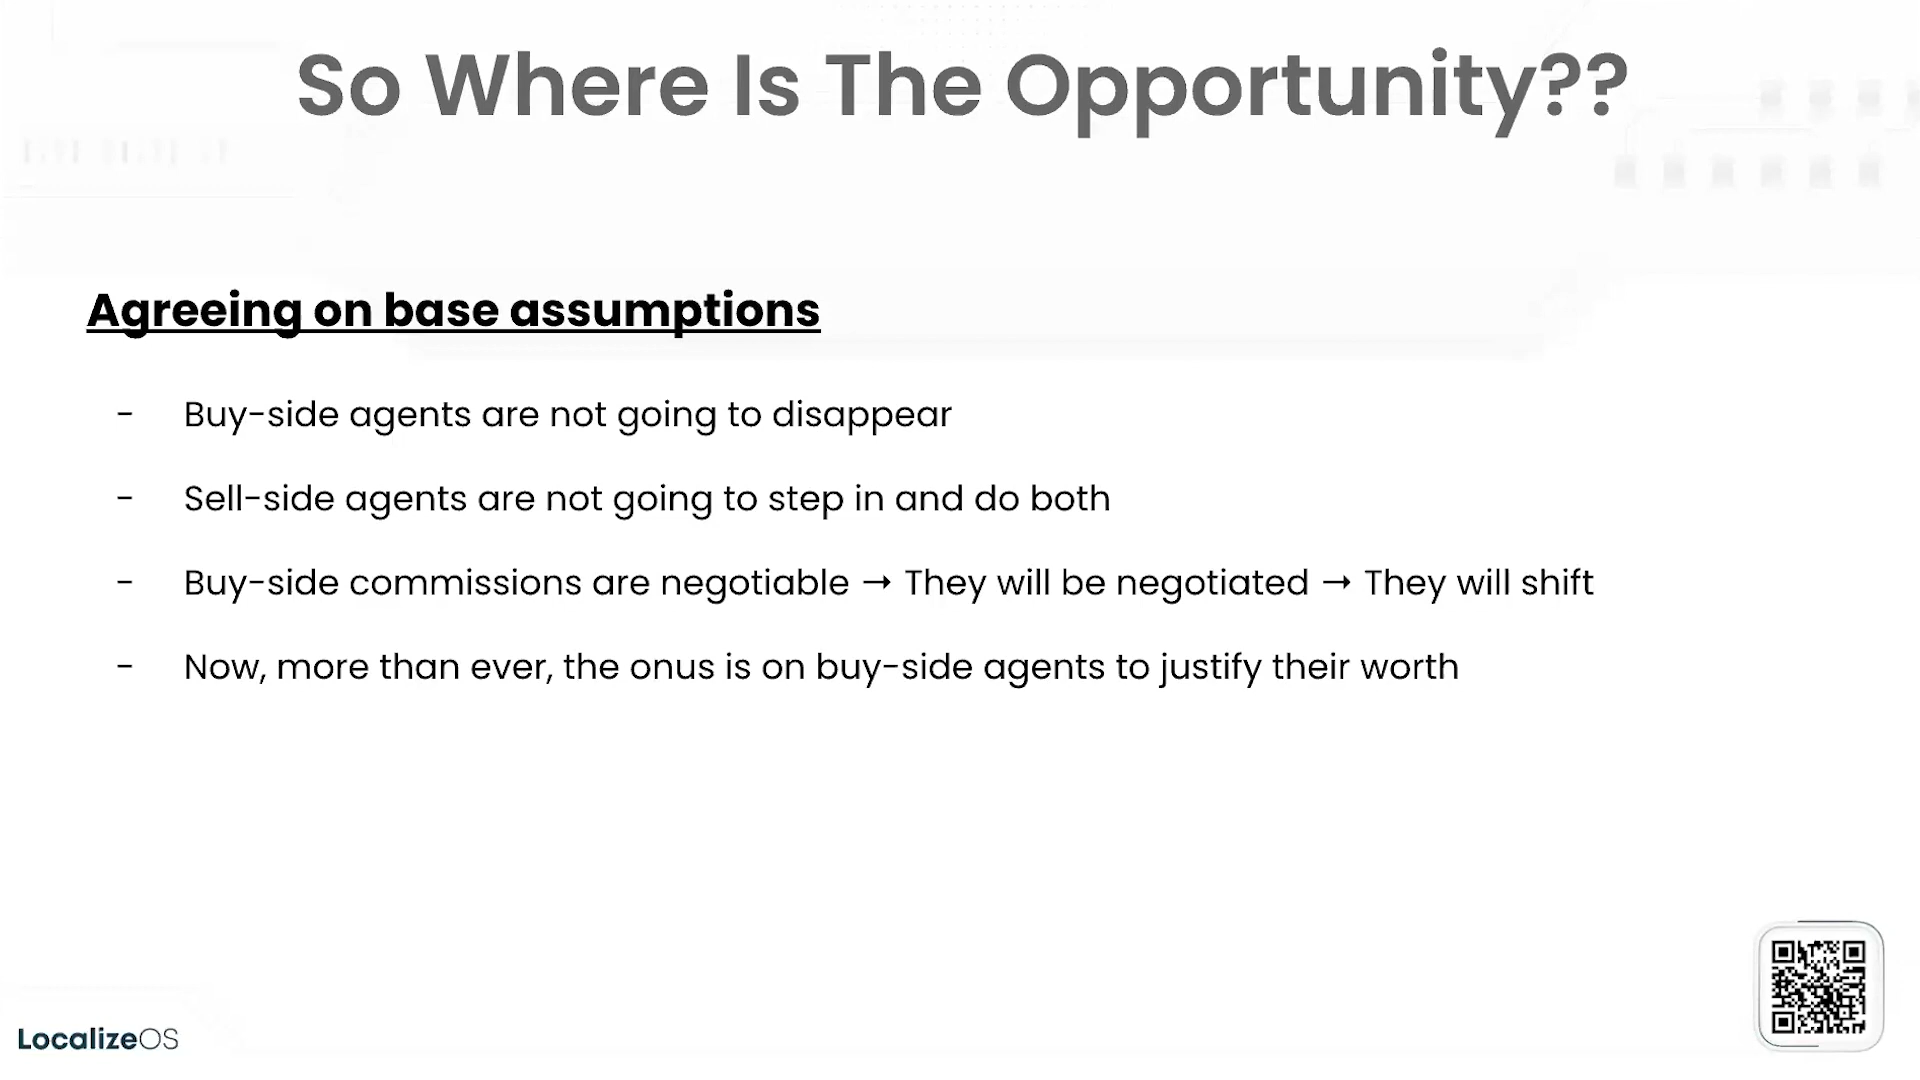 So Where Is The Opportunity??
Agreeing on base assumptions
- Buy-side agents are not going to disappear
- Sell-side agents are not going to step in and do both
- Buy-side commissions are negotiable → They will be negotiated → They will shift
- Now, more than ever, the onus is on buy-side agents to justify their worth
LocalizeOS